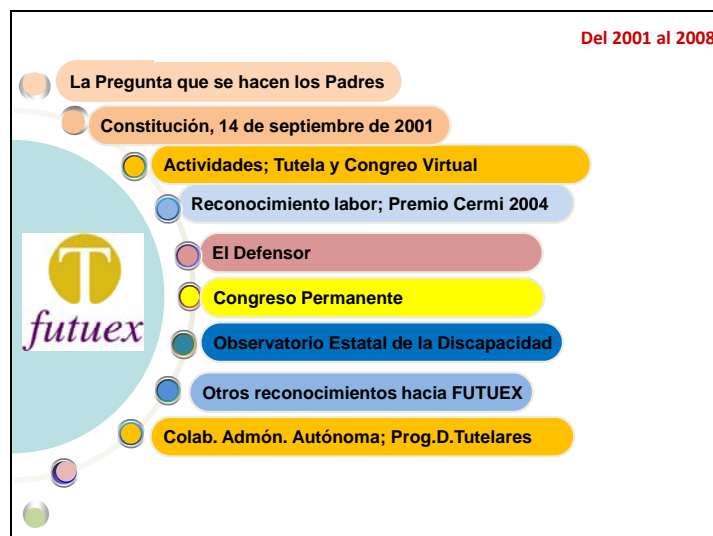 Del 2001 al 2008
La Pregunta que se hacen los Padres
Constitución, 14 de septiembre de 2001
Actividades; Tutela y Congreo Virtual
Reconocimiento labor; Premio Cermi 2004
El Defensor
T
futuex
Congreso Permanente
Observatorio Estatal de la Discapacidad
Otros reconocimientos hacia FUTUEX
Colab. Admón. Autónoma; Prog.D.Tutelares